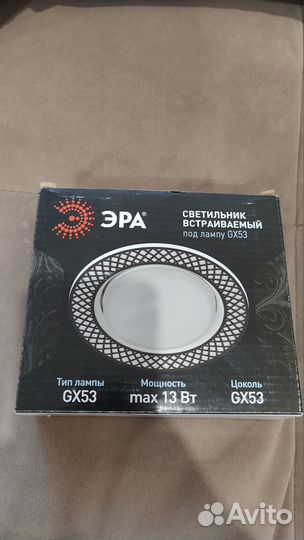 ЭРА®
СВЕТИЛЬНИК
ВСТРАИВАЕМЫЙ
под лампу GX53
Тип лампы
GX53
Мощность
max 13 Вт
Цоколь
GX53
Avito